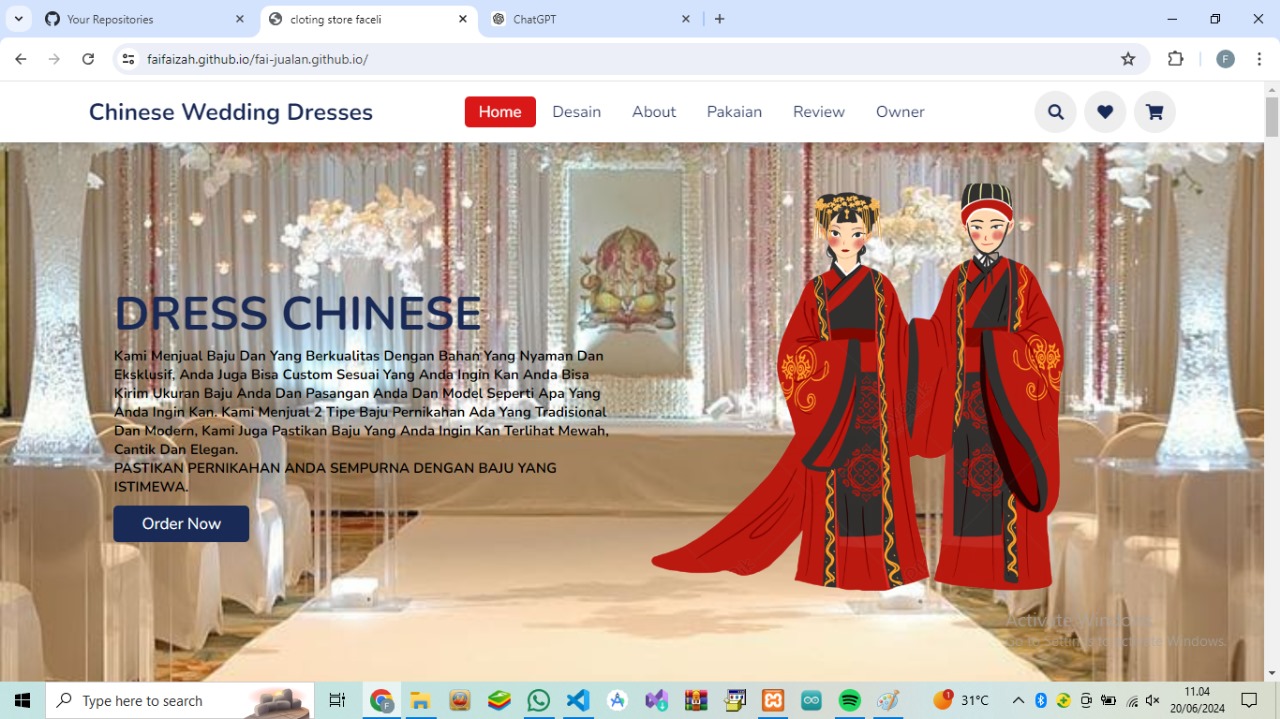 Your Repositories
cloting store faceli
ChatGPT
faifaizah.github.io/fai-jualan.github.io/
F
Chinese Wedding Dresses
Home
Desain
About
Pakaian
Review
Owner
DRESS CHINESE
Kami Menjual Baju Dan Yang Berkualitas Dengan Bahan Yang Nyaman Dan
Eksklusif, Anda Juga Bisa Custom Sesuai Yang Anda Ingin Kan Anda Bisa
Kirim Ukuran Baju Anda Dan Pasangan Anda Dan Model Seperti Apa Yang
Anda Ingin Kan. Kami Menjual 2 Tipe Baju Pernikahan Ada Yang Tradisional
Dan Modern, Kami Juga Pastikan Baju Yang Anda Ingin Kan Terlihat Mewah,
Cantik Dan Elegan.
PASTIKAN PERNIKAHAN ANDA SEMPURNA DENGAN BAJU YANG
ISTIMEWA.
Order Now
Activate Windows
Go to Settings to activate Windows.
Type here to search
F
1
31°C
11.04
20/06/2024